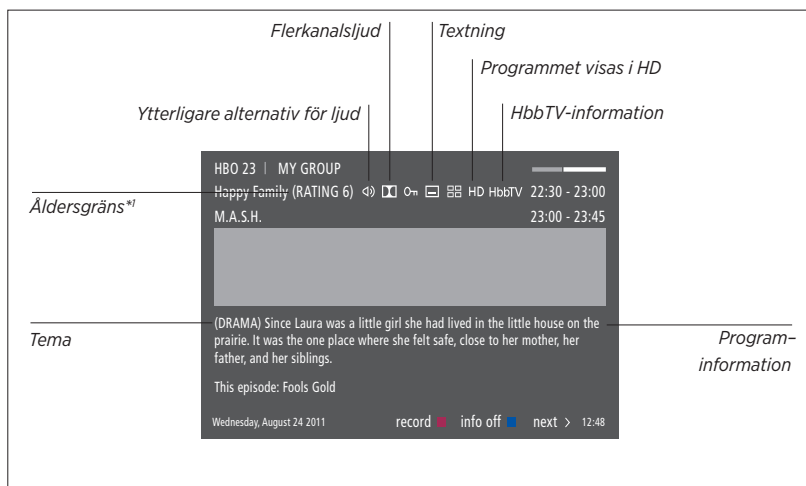 Flerkanalsljud
Textning
Programmet visas i HD
Ytterligare alternativ för ljud
HbbTV-information
HBO 23 | MY GROUP
Happy Family (RATING 6) HD HbbTV 22:30 - 23:00
Åldersgräns*1
M.A.S.H. 23:00 - 23:45
(DRAMA) Since Laura was a little girl she had lived in the little house on the
prairie. It was the one place where she felt safe, close to her mother, her
father, and her siblings.
Tema
Program–
information
This episode: Fools Gold
Wednesday, August 24 2011 record info off next > 12:48